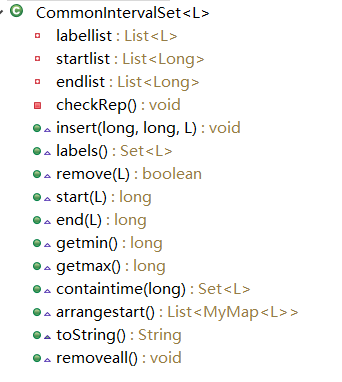 CommonIntervalSet<L>
labellist : List<L>
startlist : List<Long>
endlist : List<Long>
checkRep() : void
insert(long, long, L) : void
labels() : Set<L>
remove(L) : boolean
start(L) : long
end(L) : long
getmin() : long
getmax() : long
containtime(long) : Set<L>
arrangestart() : List<MyMap<L>>
toString() : String
removeall() : void